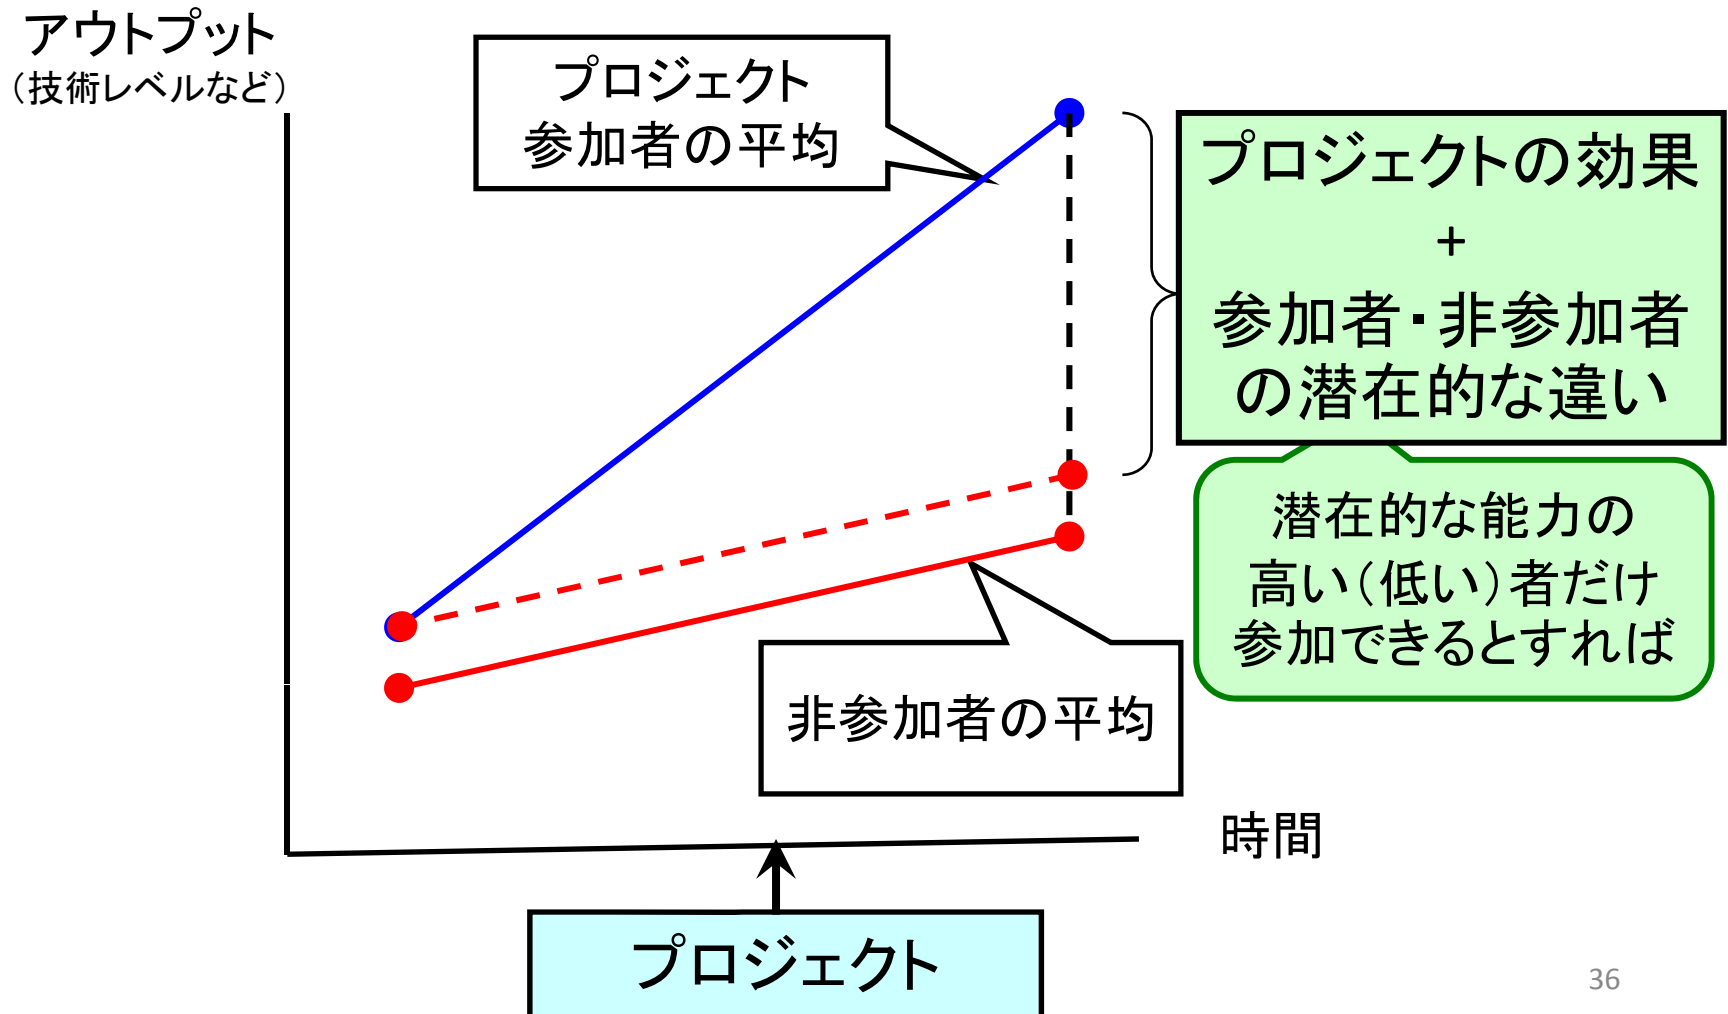 アウトプット
（技術レベルなど）
プロジェクト
参加者の平均
プロジェクトの効果
+
参加者・非参加者
の潜在的な違い
潜在的な能力の
高い（低い）者だけ
参加できるとすれば
非参加者の平均
時間
プロジェクト
36